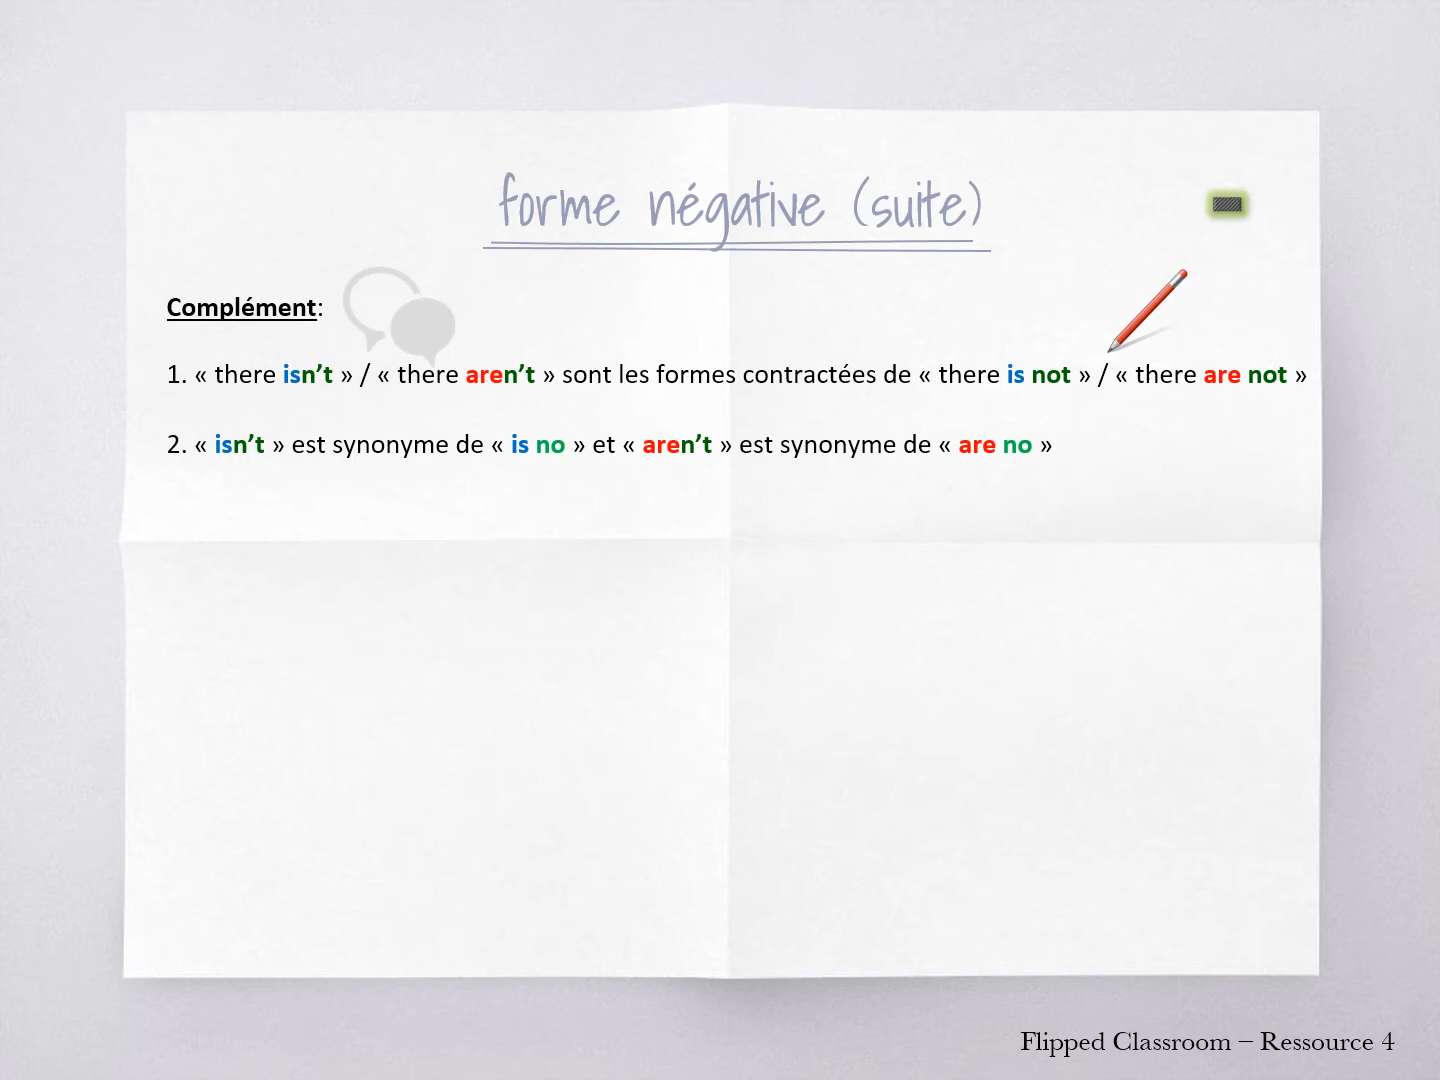 forme négative (suite)
Complément:
1. « there isn’t » / « there aren’t » sont les formes contractées de « there is not » / « there are not »
2. « isn’t » est synonyme de « is no » et « aren’t » est synonyme de « are no »
Flipped Classroom – Ressource 4